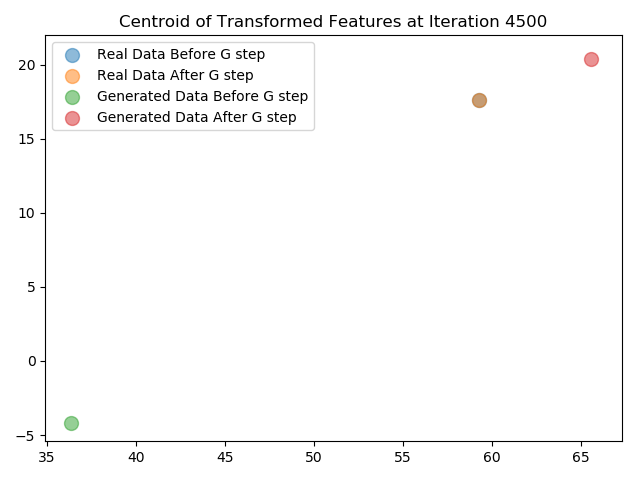 Centroid of Transformed Features at Iteration 4500
Real Data Before G step
Real Data After G step
Generated Data Before G step
Generated Data After G step
20
15
10
5
0
−5
35 40 45 50 55 60 65